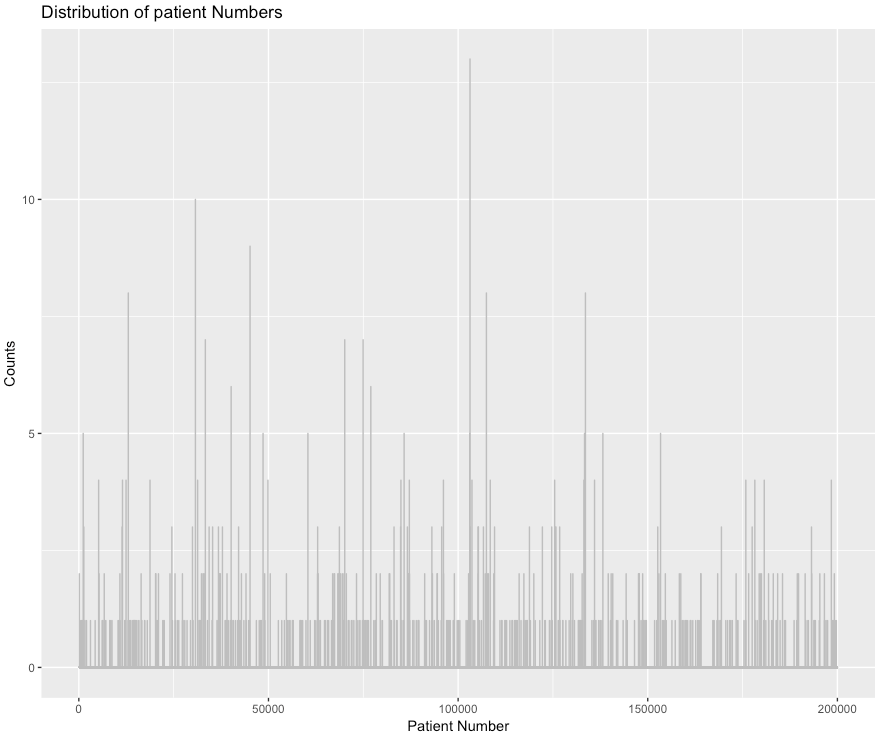 Distribution of patient Numbers
10
5
0
Counts
0 50000 100000 150000 200000
Patient Number